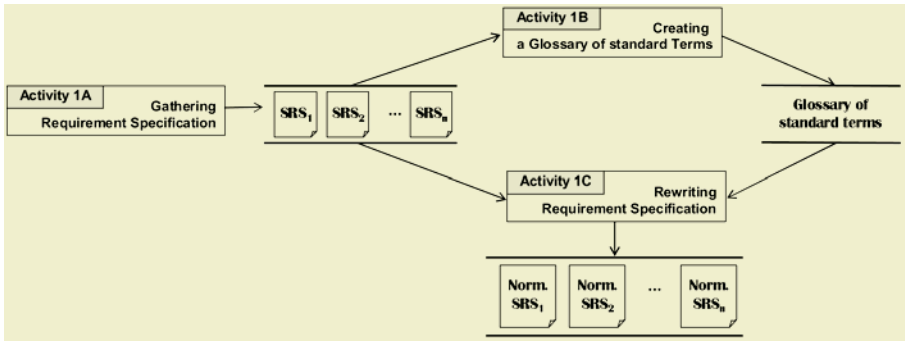 Activity 1A
Gathering
Requirement Specification
SRS1 SRS2 ... SRSn
Activity 1B
Creating
a Glossary of standard Terms
Glossary of
standard terms
Activity 1C
Rewriting
Requirement Specification
Norm. Norm. ... Norm.
SRS1 SRS2 SRSn